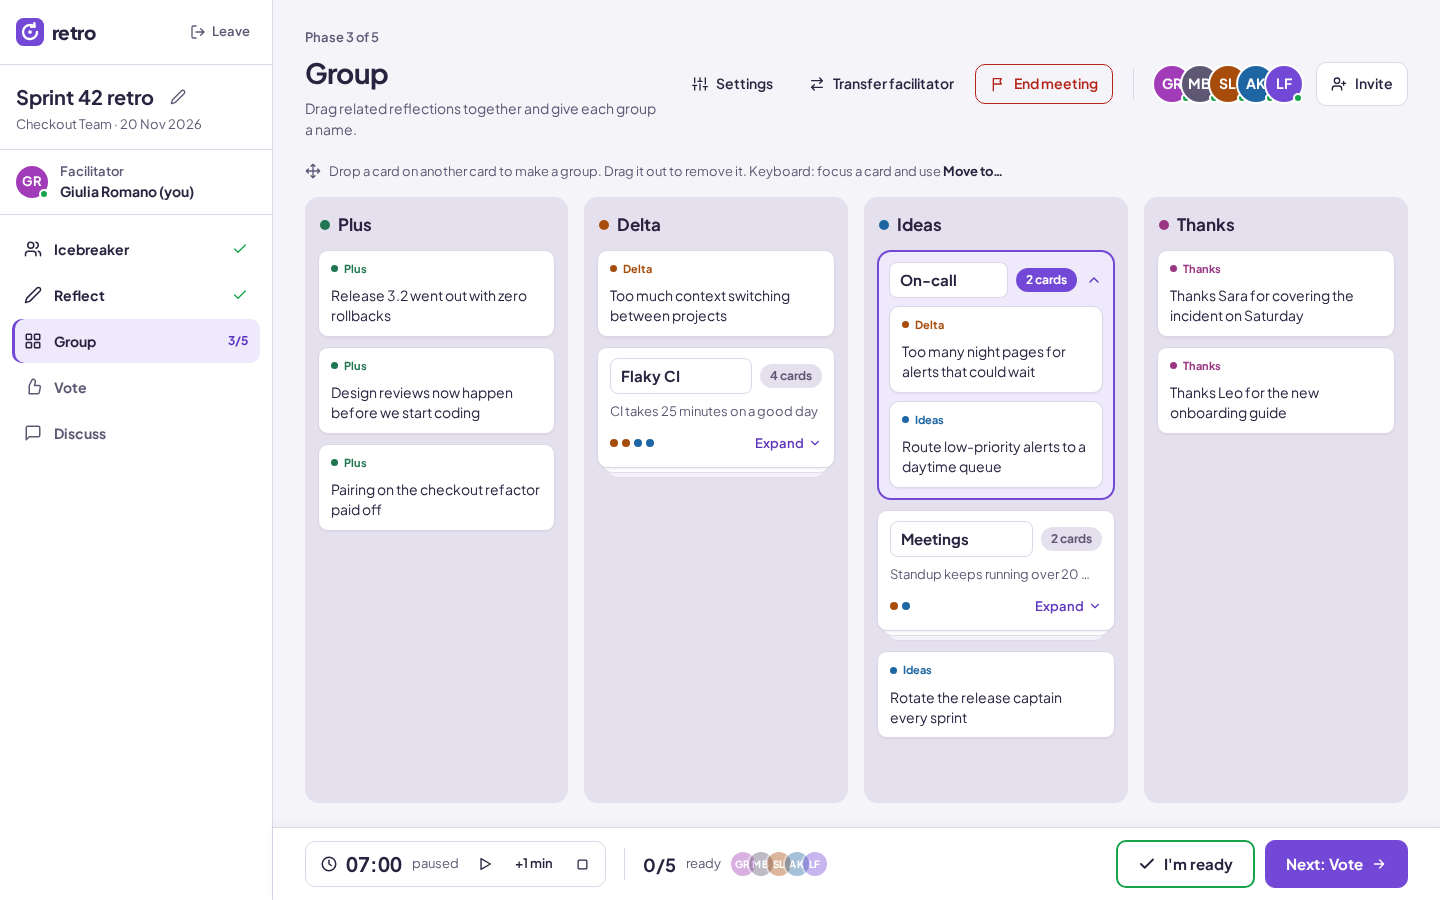 retro
Leave
Sprint 42 retro
Checkout Team · 20 Nov 2026
GR
Facilitator
Giulia Romano (you)
Icebreaker
Reflect
Group
3/5
Vote
Discuss
Phase 3 of 5
Group
Drag related reflections together and give each group
a name.
Settings
Transfer facilitator
End meeting
GR
MB
SL
AK
LF
Invite
Drop a card on another card to make a group. Drag it out to remove it. Keyboard: focus a card and use Move to…
Plus
Plus
Release 3.2 went out with zero
rollbacks
Plus
Design reviews now happen
before we start coding
Plus
Pairing on the checkout refactor
paid off
Delta
Delta
Too much context switching
between projects
Flaky CI
4 cards
CI takes 25 minutes on a good day
Expand
Ideas
On-call
2 cards
Delta
Too many night pages for
alerts that could wait
Ideas
Route low-priority alerts to a
daytime queue
Meetings
2 cards
Standup keeps running over 20 …
Expand
Ideas
Rotate the release captain
every sprint
Thanks
Thanks
Thanks Sara for covering the
incident on Saturday
Thanks
Thanks Leo for the new
onboarding guide
07:00
paused
+1 min
0/5
ready
GR
MB
SL
AK
LF
I'm ready
Next: Vote